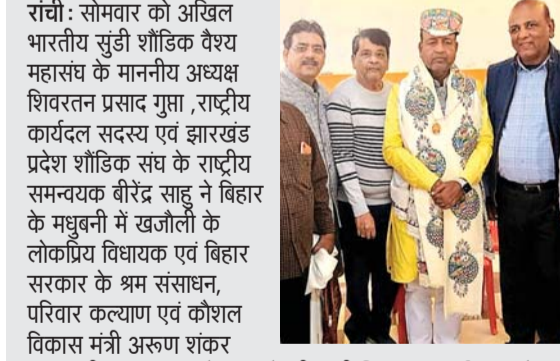 रांची : सोमवार को अखिल
भारतीय सुंडी शौंडिक वैश्य
महासंघ के माननीय अध्यक्ष
शिवरतन प्रसाद गुप्ता ,राष्ट्रीय
कार्यदल सदस्य एवं झारखंड
प्रदेश शौंडिक संघ के राष्ट्रीय
समन्वयक बीरेंद्र साहु ने बिहार
के मधुबनी में खजौली के
लोकप्रिय विधायक एवं बिहार
सरकार के श्रम संसाधन,
परिवार कल्याण एवं कौशल
विकास मंत्री अरूण शंकर